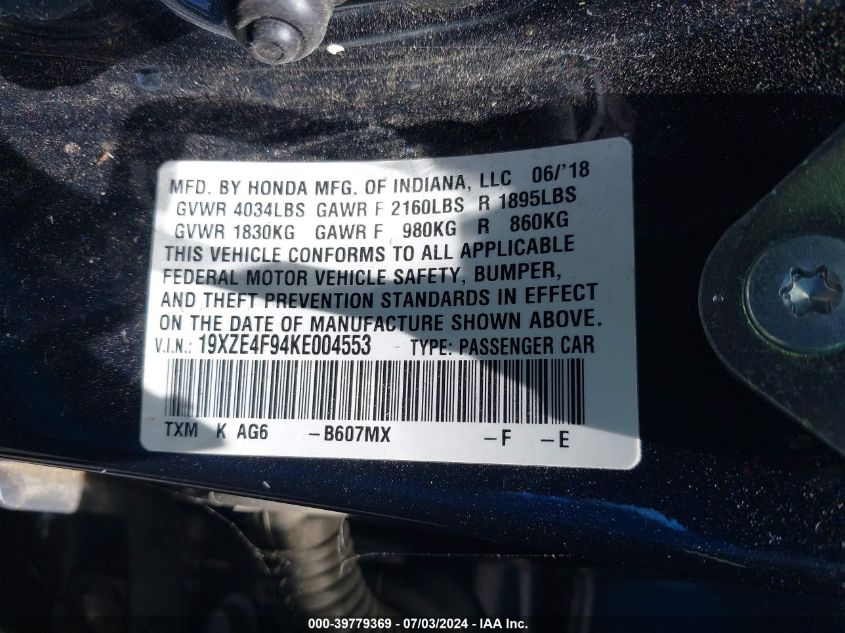 MFD. BY HONDA MFG. OF INDIANA, LLC 06/'18
GVWR 4034LBS GAWR F 2160LBS R 1895LBS
GVWR 1830KG GAWR F 980KG R 860KG
THIS VEHICLE CONFORMS TO ALL APPLICABLE
FEDERAL MOTOR VEHICLE SAFETY, BUMPER,
AND THEFT PREVENTION STANDARDS IN EFFECT
ON THE DATE OF MANUFACTURE SHOWN ABOVE.
V.I.N.: 19XZE4F94KE004553 TYPE: PASSENGER CAR
TXM K AG6 -B607MX -F -E
000-39779369 | 07/03/2024 - © IAA Inc.